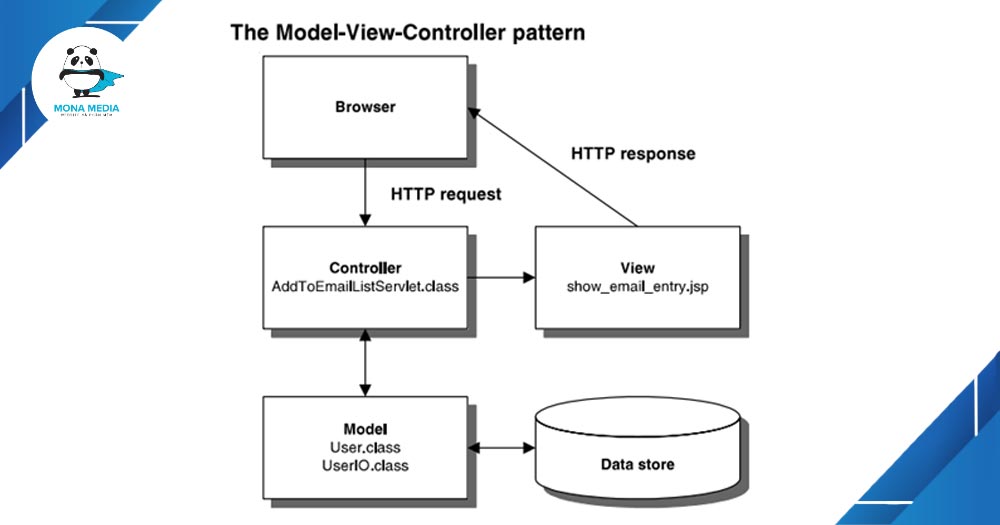 The Model-View-Controller pattern
MONA MEDIA
Browser
HTTP response
HTTP request
Controller
AddToEmailListServlet.class
View
show_email_entry.jsp
Model
User.class
UserIO.class
Data store